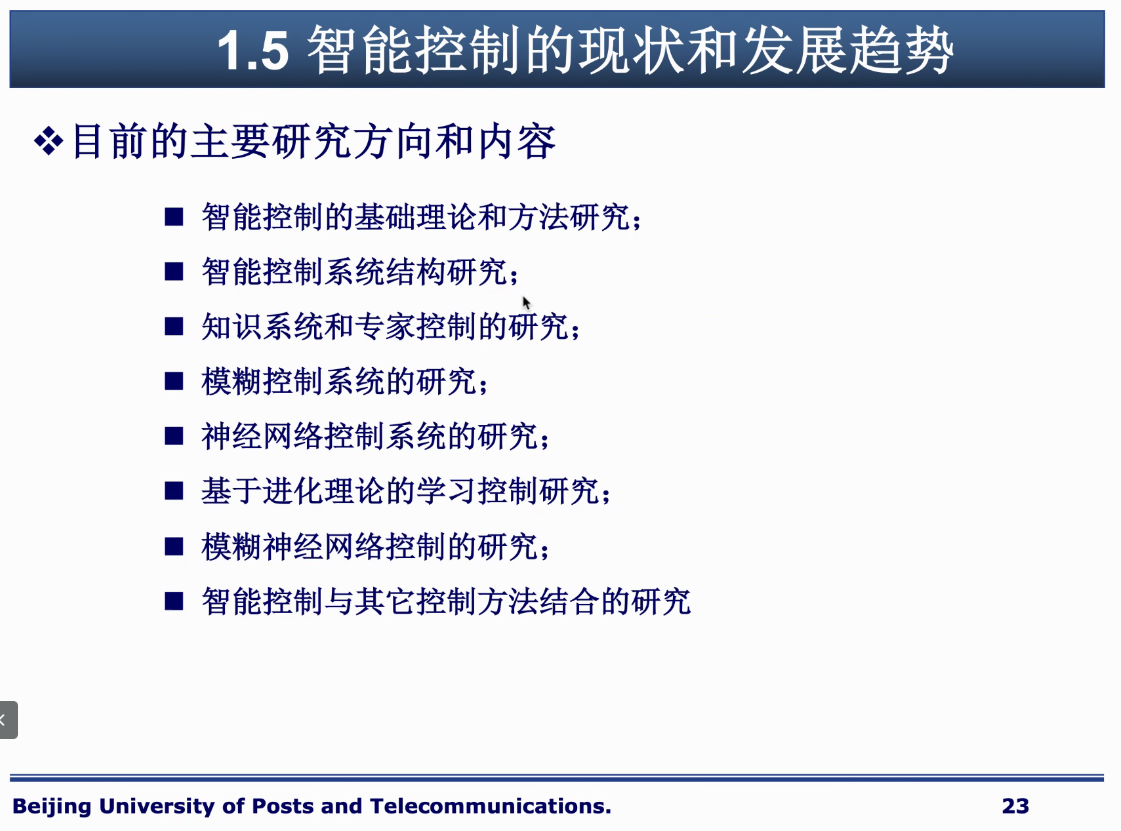 1.5 智能控制的现状和发展趋势
❖目前的主要研究方向和内容
■ 智能控制的基础理论和方法研究;
■ 智能控制系统结构研究;
■ 知识系统和专家控制的研究;
■ 模糊控制系统的研究;
■ 神经网络控制系统的研究;
■ 基于进化理论的学习控制研究;
■ 模糊神经网络控制的研究;
■ 智能控制与其它控制方法结合的研究
Beijing University of Posts and Telecommunications. 23